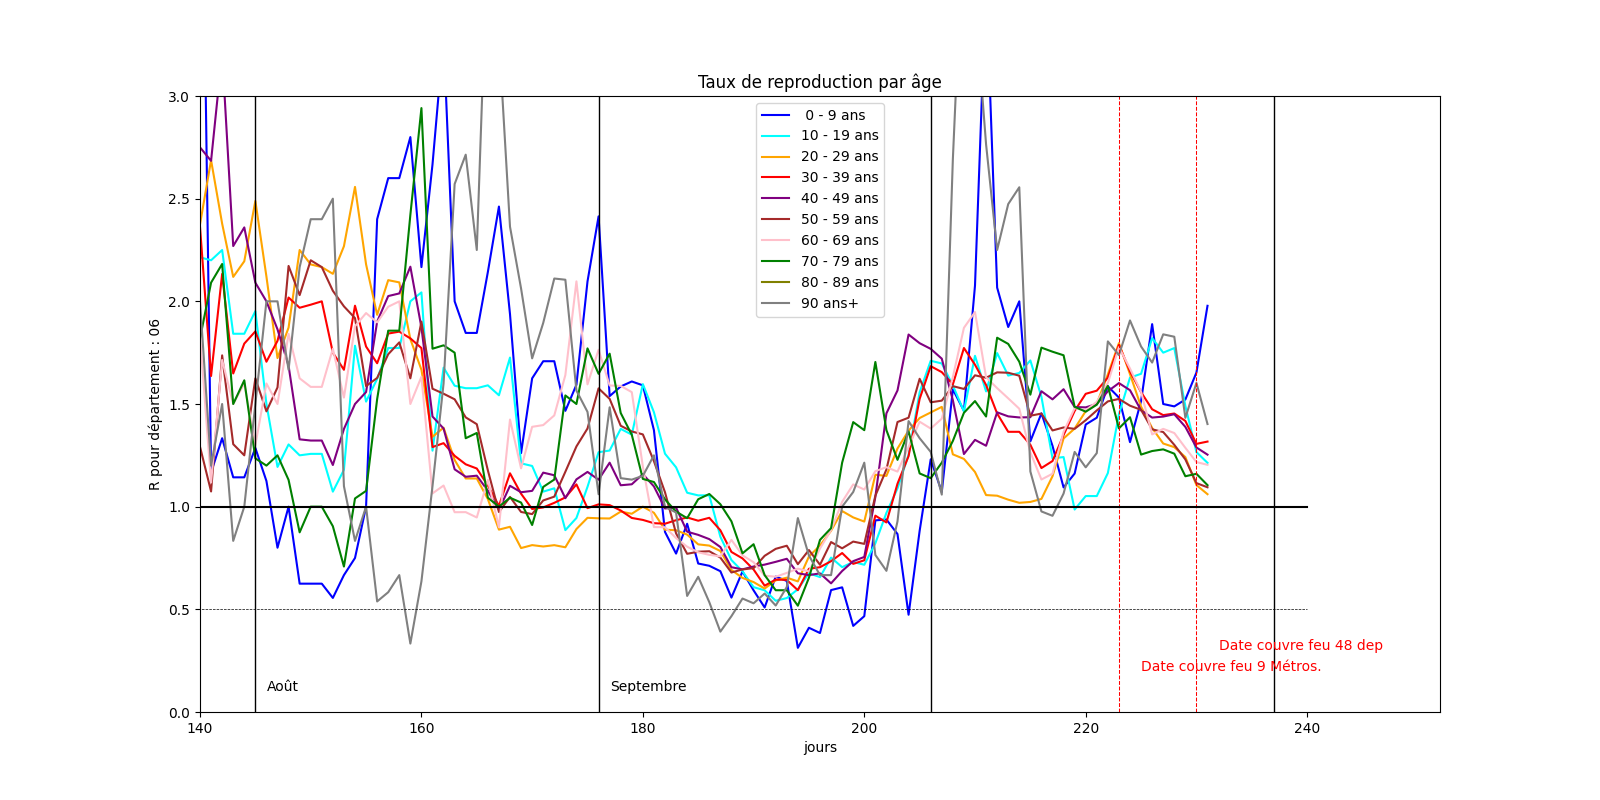 Taux de reproduction par âge
R pour département : 06
3.0
2.5
2.0
1.5
1.0
0.5
0.0
0 - 9 ans
10 - 19 ans
20 - 29 ans
30 - 39 ans
40 - 49 ans
50 - 59 ans
60 - 69 ans
70 - 79 ans
80 - 89 ans
90 ans+
Date couvre feu 48 dep
Date couvre feu 9 Métros.
Août
Septembre
140
160
180
200
220
240
jours